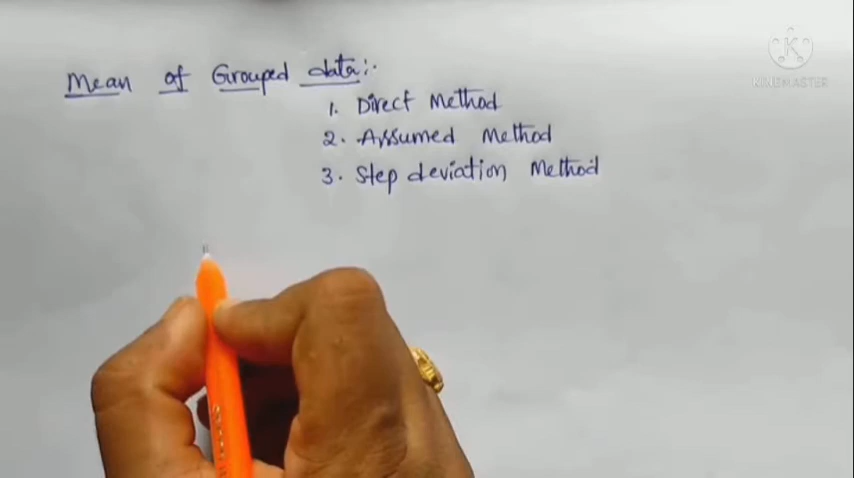 Mean of Grouped data:-
1. Direct Method
2. Assumed Method
3. Step deviation Method
K
KINEMASTER